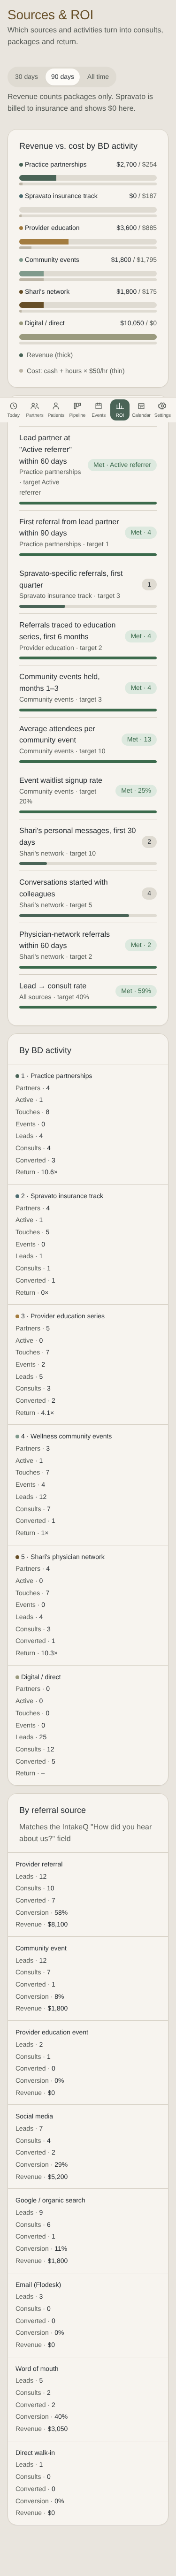 Sources & ROI
Which sources and activities turn into consults,
packages and return.
30 days
90 days
All time
Revenue counts packages only. Spravato is
billed to insurance and shows $0 here.
Revenue vs. cost by BD activity
Practice partnerships $2,700 / $254
Spravato insurance track $0 / $187
Provider education $3,600 / $885
Community events $1,800 / $1,795
Shari's network $1,800 / $175
Digital / direct $10,050 / $0
Revenue (thick)
Cost: cash + hours × $50/hr (thin)
Today
Partners
Patients
Pipeline
Events
ROI
Calendar
Settings
Lead partner at
"Active referrer"
within 60 days
Practice partnerships
· target Active
referrer
Met · Active referrer
First referral from lead partner
within 90 days
Practice partnerships · target 1
Met · 4
Spravato-specific referrals, first
quarter
Spravato insurance track · target 3
1
Referrals traced to education
series, first 6 months
Provider education · target 2
Met · 4
Community events held,
months 1–3
Community events · target 3
Met · 4
Average attendees per
community event
Community events · target 10
Met · 13
Event waitlist signup rate
Community events · target
20%
Met · 25%
Shari's personal messages, first 30
days
Shari's network · target 10
2
Conversations started with
colleagues
Shari's network · target 5
4
Physician-network referrals
within 60 days
Shari's network · target 2
Met · 2
Lead → consult rate
All sources · target 40%
Met · 59%
By BD activity
1 · Practice partnerships
Partners · 4
Active · 1
Touches · 8
Events · 0
Leads · 4
Consults · 4
Converted · 3
Return · 10.6×
2 · Spravato insurance track
Partners · 4
Active · 1
Touches · 5
Events · 0
Leads · 1
Consults · 1
Converted · 1
Return · 0×
3 · Provider education series
Partners · 5
Active · 0
Touches · 7
Events · 2
Leads · 5
Consults · 3
Converted · 2
Return · 4.1×
4 · Wellness community events
Partners · 3
Active · 1
Touches · 7
Events · 4
Leads · 12
Consults · 7
Converted · 1
Return · 1×
5 · Shari's physician network
Partners · 4
Active · 0
Touches · 7
Events · 0
Leads · 4
Consults · 3
Converted · 1
Return · 10.3×
Digital / direct
Partners · 0
Active · 0
Touches · 0
Events · 0
Leads · 25
Consults · 12
Converted · 5
Return · –
By referral source
Matches the IntakeQ "How did you hear
about us?" field
Provider referral
Leads · 12
Consults · 10
Converted · 7
Conversion · 58%
Revenue · $8,100
Community event
Leads · 12
Consults · 7
Converted · 1
Conversion · 8%
Revenue · $1,800
Provider education event
Leads · 2
Consults · 1
Converted · 0
Conversion · 0%
Revenue · $0
Social media
Leads · 7
Consults · 4
Converted · 2
Conversion · 29%
Revenue · $5,200
Google / organic search
Leads · 9
Consults · 6
Converted · 1
Conversion · 11%
Revenue · $1,800
Email (Flodesk)
Leads · 3
Consults · 0
Converted · 0
Conversion · 0%
Revenue · $0
Word of mouth
Leads · 5
Consults · 2
Converted · 2
Conversion · 40%
Revenue · $3,050
Direct walk-in
Leads · 1
Consults · 0
Converted · 0
Conversion · 0%
Revenue · $0